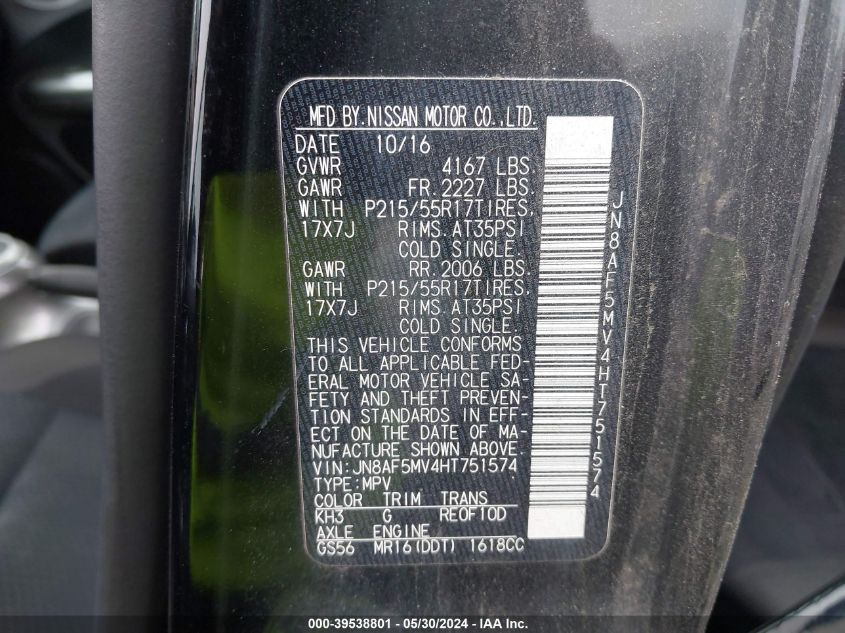 MFD BY.NISSAN MOTOR CO.,LTD.
DATE 10/16
GVWR 4167 LBS.
GAWR FR. 2227 LBS.
WITH P215/55R17TIRES,
17X7J RIMS. AT35PSI
COLD SINGLE.
GAWR RR. 2006 LBS.
WITH P215/55R17TIRES,
17X7J RIMS. AT35PSI
COLD SINGLE.
THIS VEHICLE CONFORMS
TO ALL APPLICABLE FED-
ERAL MOTOR VEHICLE SA-
FETY AND THEFT PREVEN-
TION STANDARDS IN EFF-
ECT ON THE DATE OF MA-
NUFACTURE SHOWN ABOVE.
VIN:JN8AF5MV4HT751574
TYPE:MPV
COLOR TRIM TRANS
KH3 G RE0F10D
AXLE ENGINE
GS56 MR16(DDT) 1618CC
JN8AF5MV4HT751574
000-39538801 - 05/30/2024 - IAA Inc.